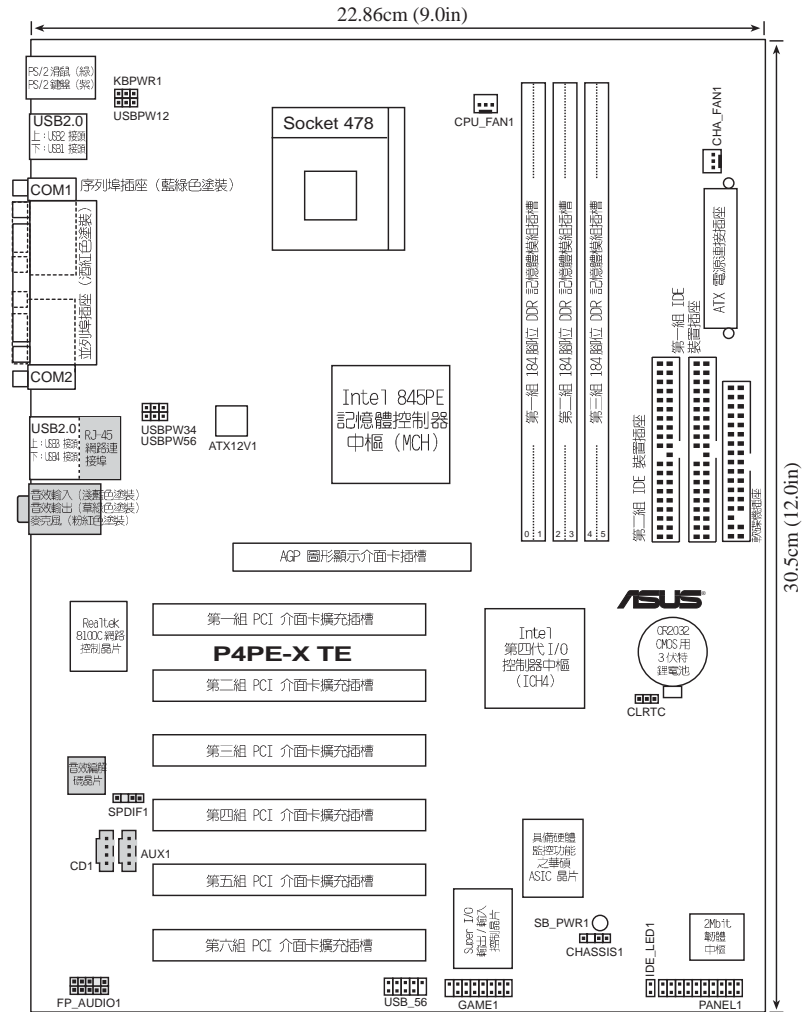 22.86cm (9.0in)
PS/2 滑鼠（綠）
PS/2 鍵盤（紫）
KBPWR1
USBPW12
USB2.0
上：USB2 接頭
下：USB1 接頭
Socket 478
CPU_FAN1
CHA_FAN1
COM1
序列埠插座（藍綠色塗裝）
並列埠插座（酒紅色塗裝）
COM2
第一組 184 腳位 DDR 記憶體模組插槽
第二組 184 腳位 DDR 記憶體模組插槽
第三組 184 腳位 DDR 記憶體模組插槽
0 1
2 3
4 5
ATX 電源連接插座
第一組 IDE
裝置插座
第二組 IDE 裝置插座
軟碟機插座
30.5cm (12.0in)
Intel 845PE
記憶體控制器
中樞（MCH）
USBPW34
USBPW56
ATX12V1
USB2.0
上：USB3 接頭
下：USB4 接頭
RJ-45
網路連
接埠
音效輸入（淺藍色塗裝）
音效輸出（草綠色塗裝）
麥克風（粉紅色塗裝）
AGP 圖形顯示介面卡插槽
Realtek
8100C 網路
控制晶片
第一組 PCI 介面卡擴充插槽
P4PE-X TE
第二組 PCI 介面卡擴充插槽
第三組 PCI 介面卡擴充插槽
第四組 PCI 介面卡擴充插槽
第五組 PCI 介面卡擴充插槽
第六組 PCI 介面卡擴充插槽
Intel
第四代 I/O
控制器中樞
（ICH4）
ASUS
CR2032
CMOS 用
3 伏特
鋰電池
CLRTC
音效編解
碼晶片
SPDIF1
CD1
AUX1
具備硬體
監控功能
之華碩
ASIC 晶片
Super I/O
輸出/輸入
控制晶片
SB_PWR1
CHASSIS1
IDE_LED1
2Mbit
韌體
中樞
FP_AUDIO1
USB_56
GAME1
PANEL1